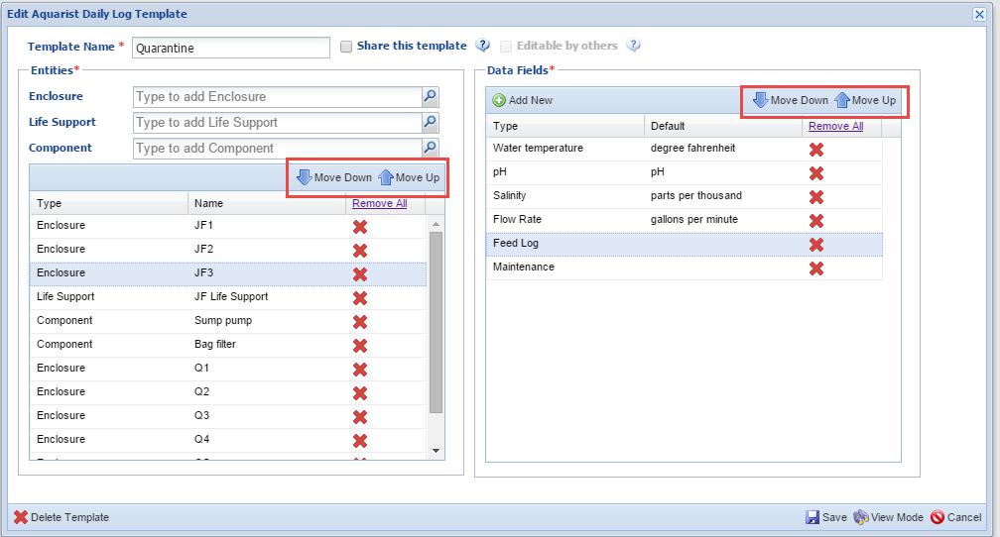 Edit Aquarist Daily Log Template
Template Name * Quarantine Share this template ? Editable by others ?
Entities*
Enclosure Type to add Enclosure
Life Support Type to add Life Support
Component Type to add Component
Move Down Move Up
Type Name Remove All
Enclosure JF1
Enclosure JF2
Enclosure JF3
Life Support JF Life Support
Component Sump pump
Component Bag filter
Enclosure Q1
Enclosure Q2
Enclosure Q3
Enclosure Q4
Data Fields*
Add New Move Down Move Up
Type Default Remove All
Water temperature degree fahrenheit
pH pH
Salinity parts per thousand
Flow Rate gallons per minute
Feed Log
Maintenance
Delete Template Save View Mode Cancel